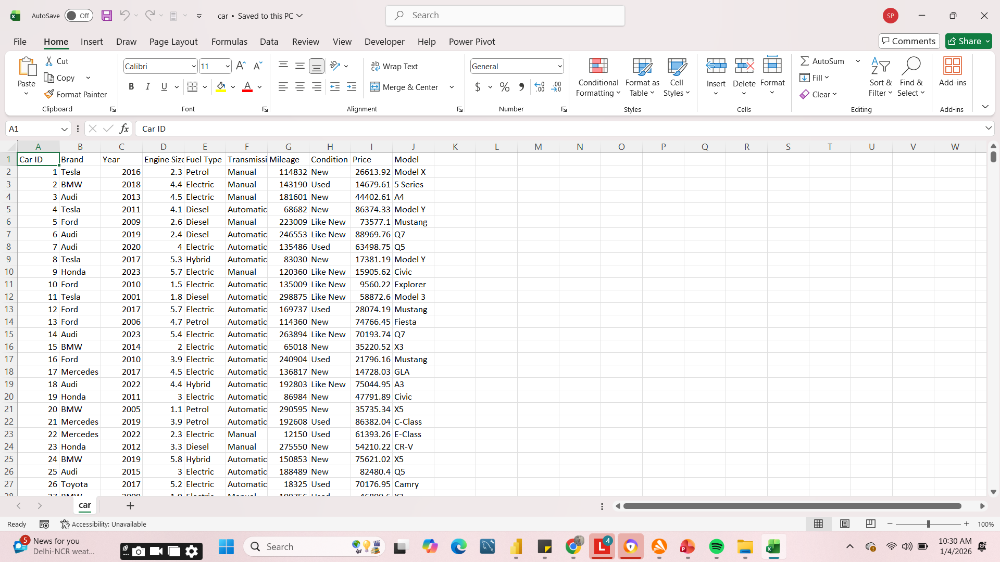 AutoSave Off car • Saved to this PC Search SP
File Home Insert Draw Page Layout Formulas Data Review View Developer Help Power Pivot Comments Share
Paste Cut Copy Format Painter Clipboard
Calibri 11 B I U A Font
Wrap Text Merge & Center Alignment
General $ % Number
Conditional Formatting Format as Table Cell Styles Styles
Insert Delete Format Cells
AutoSum Fill Clear Sort & Filter Find & Select Editing
Add-ins Add-ins
A1 fx Car ID
A B C D E F G H I J K L M N O P Q R S T U V W
1 Car ID Brand Year Engine Size Fuel Type Transmissi Mileage Condition Price Model
2 1 Tesla 2016 2.3 Petrol Manual 114832 New 26613.92 Model X
3 2 BMW 2018 4.4 Electric Manual 143190 Used 14679.61 5 Series
4 3 Audi 2013 4.5 Electric Manual 181601 New 44402.61 A4
5 4 Tesla 2011 4.1 Diesel Automatic 68682 New 86374.33 Model Y
6 5 Ford 2009 2.6 Diesel Manual 223009 Like New 73577.1 Mustang
7 6 Audi 2019 2.4 Diesel Automatic 246553 Like New 88969.76 Q7
8 7 Audi 2020 4 Electric Automatic 135486 Used 63498.75 Q5
9 8 Tesla 2017 5.3 Hybrid Automatic 83030 New 17381.19 Model Y
10 9 Honda 2023 5.7 Electric Manual 120360 Like New 15905.62 Civic
11 10 Ford 2010 1.5 Electric Automatic 135009 Like New 9560.22 Explorer
12 11 Tesla 2001 1.8 Diesel Automatic 298875 Like New 58872.6 Model 3
13 12 Ford 2017 5.7 Electric Automatic 169737 Used 28074.19 Mustang
14 13 Ford 2006 4.7 Petrol Automatic 114360 New 74766.45 Fiesta
15 14 Audi 2023 5.4 Electric Automatic 263894 Like New 70193.74 Q7
16 15 BMW 2014 2 Electric Automatic 65018 New 35220.52 X3
17 16 Ford 2010 3.9 Electric Automatic 240904 Used 21796.16 Mustang
18 17 Mercedes 2017 4.5 Electric Automatic 136817 New 14728.03 GLA
19 18 Audi 2022 4.4 Hybrid Automatic 192803 Like New 75044.95 A3
20 19 Honda 2011 3 Electric Automatic 86984 New 47791.89 Civic
21 20 BMW 2005 1.1 Petrol Automatic 290595 New 35735.34 X5
22 21 Mercedes 2019 3.9 Petrol Automatic 192608 Used 86382.04 C-Class
23 22 Mercedes 2022 2.3 Electric Manual 12150 Used 61393.26 E-Class
24 23 Honda 2012 3.3 Diesel Manual 275550 New 54210.22 CR-V
25 24 BMW 2019 5.8 Hybrid Automatic 150853 New 75621.02 X5
26 25 Audi 2015 3 Electric Automatic 188489 New 82480.4 Q5
27 26 Toyota 2017 5.2 Electric Automatic 18325 Used 70176.95 Camry
car
Ready Accessibility: Unavailable 100%
5 News for you
Delhi-NCR weat...
Search
4
10:30 AM
1/4/2026